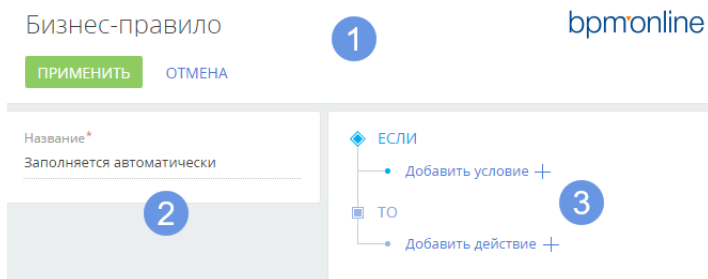 Бизнес-правило
bpm'online
1
ПРИМЕНИТЬ ОТМЕНА
Название*
Заполняется автоматически
2
ЕСЛИ
Добавить условие +
3
ТО
Добавить действие +